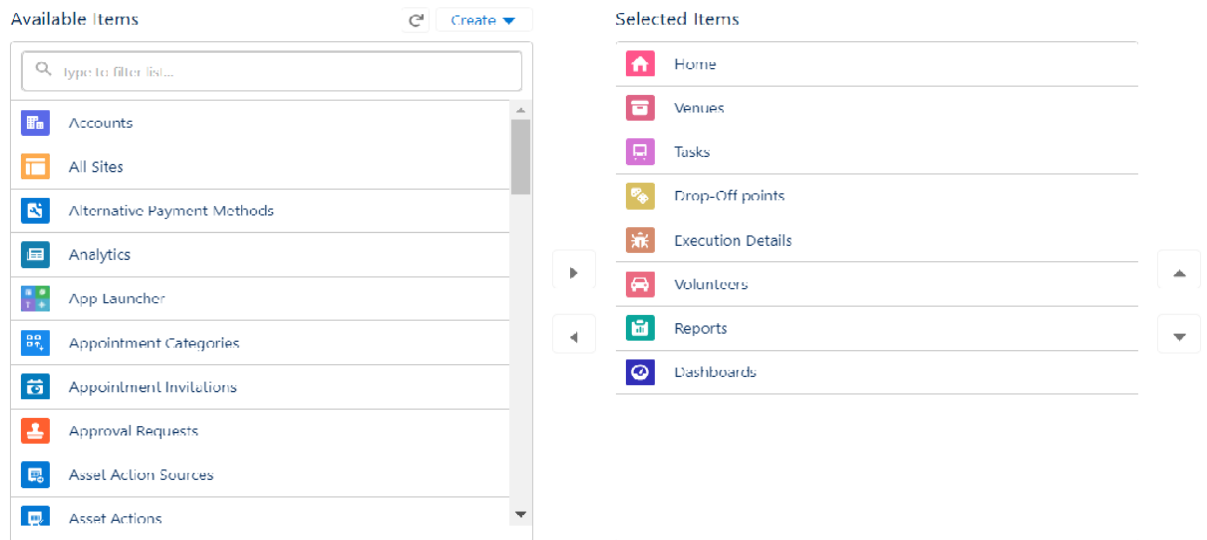 Available Items
Create
Type to filter list...
Accounts
All Sites
Alternative Payment Methods
Analytics
App Launcher
Appointment Categories
Appointment Invitations
Approval Requests
Asset Action Sources
Asset Actions
Selected Items
Home
Venues
Tasks
Drop-Off points
Execution Details
Volunteers
Reports
Dashboards